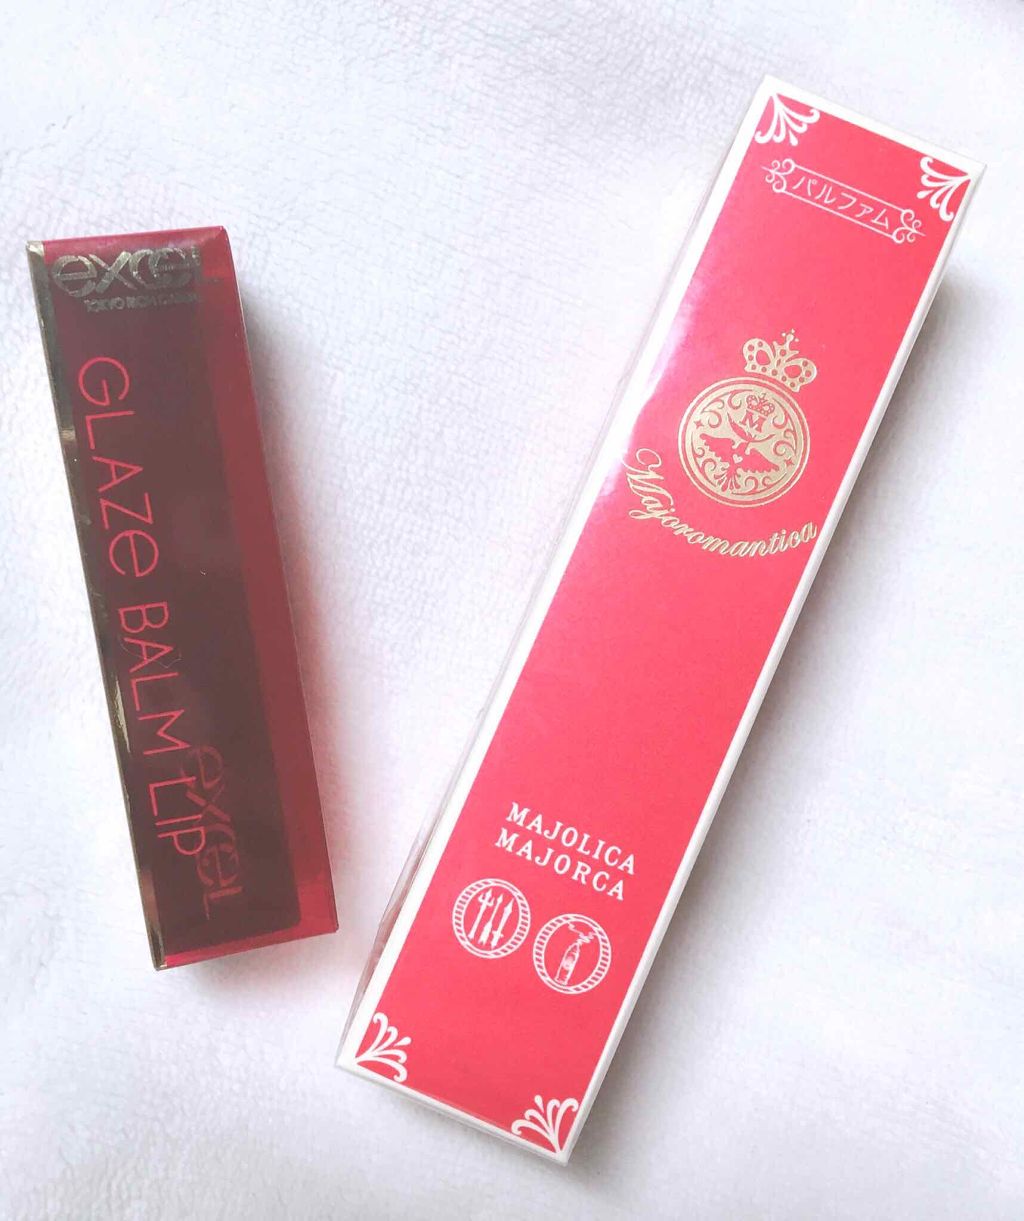 excel
TOKYO
GLAZE BALM LIP
excel
パルファム
M
Majoromantica
MAJOLICA
MAJORCA